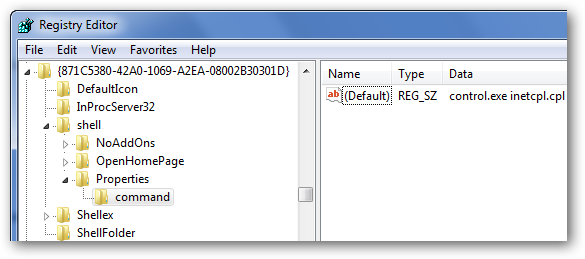 Registry Editor
File Edit View Favorites Help
{871C5380-42A0-1069-A2EA-08002B30301D}
DefaultIcon
InProcServer32
shell
NoAddOns
OpenHomePage
Properties
command
Shellex
ShellFolder
Name Type Data
ab (Default) REG_SZ control.exe inetcpl.cpl